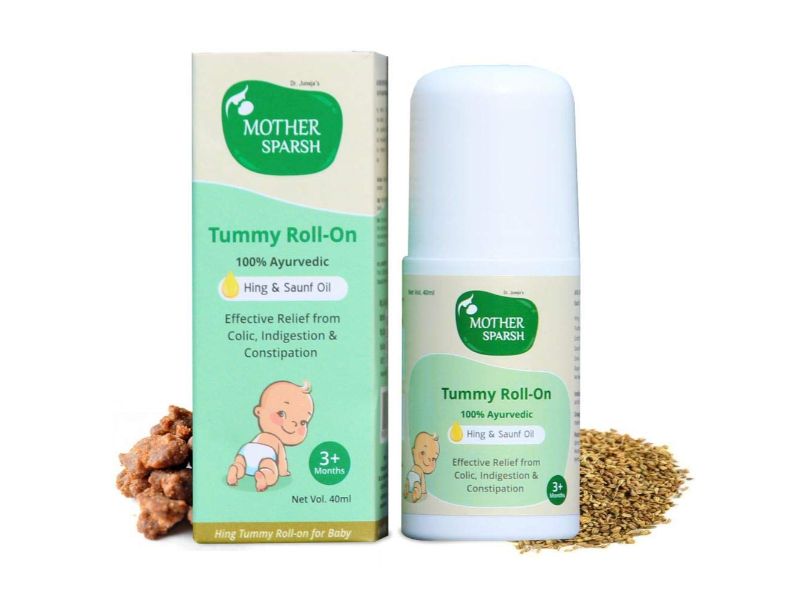 Dr. Juneja's
MOTHER
SPARSH
Tummy Roll-On
100% Ayurvedic
Hing & Saunf Oil
Effective Relief from
Colic, Indigestion &
Constipation
3+
Months
Net Vol. 40ml
Hing Tummy Roll-on for Baby
Net Vol. 40ml
Dr. Juneja's
MOTHER
SPARSH
Tummy Roll-On
100% Ayurvedic
Hing & Saunf Oil
Effective Relief from
Colic, Indigestion &
Constipation
3+
Months